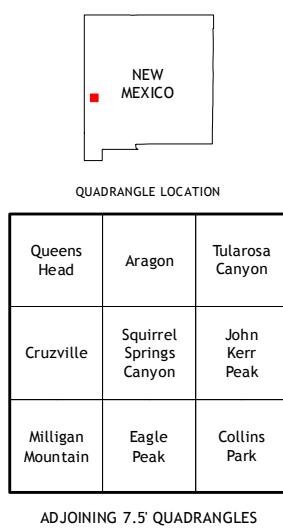 NEW
MEXICO
QUADRANGLE LOCATION
Queens
Head
Aragon
Tularosa
Canyon
Cruzville
Squirrel
Springs
Canyon
John
Kerr
Peak
Milligan
Mountain
Eagle
Peak
Collins
Park
ADJOINING 7.5' QUADRANGLES